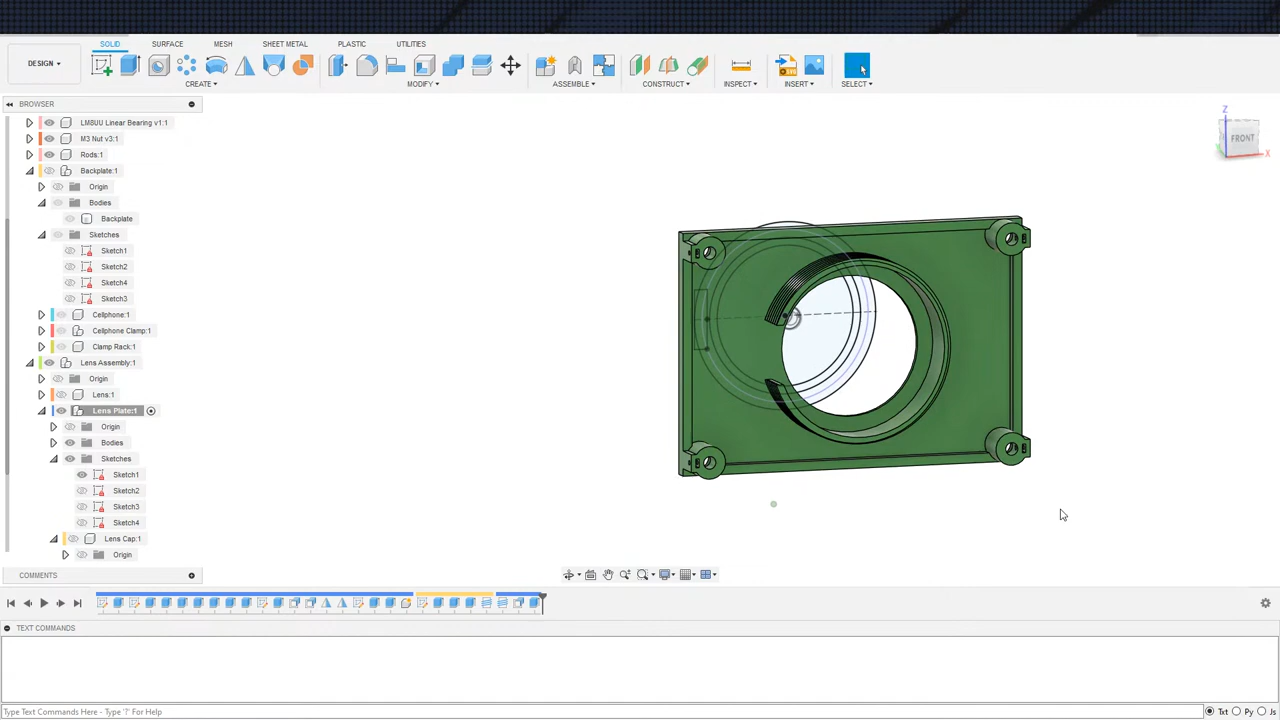 SOLID SURFACE MESH SHEET METAL PLASTIC UTILITIES
DESIGN
CREATE MODIFY ASSEMBLE CONSTRUCT INSPECT INSERT SELECT
BROWSER
LM8UU Linear Bearing v1:1
M3 Nut v3:1
Rods:1
Backplate:1
Origin
Bodies
Backplate
Sketches
Sketch1
Sketch2
Sketch4
Sketch3
Cellphone:1
Cellphone Clamp:1
Clamp Rack:1
Lens Assembly:1
Origin
Lens:1
Lens Plate:1
Origin
Bodies
Sketches
Sketch1
Sketch2
Sketch3
Sketch4
Lens Cap:1
Origin
Z
FRONT
X
COMMENTS
TEXT COMMANDS
Type Text Commands Here - Type '?' For Help
Txt Py Js